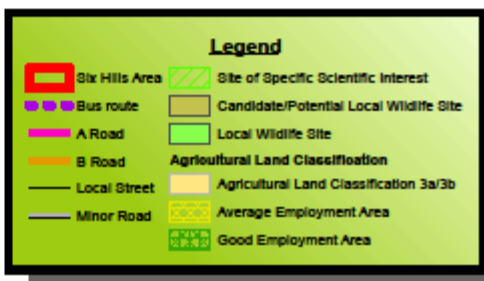 Legend
Six Hills Area
Bus route
A Road
B Road
Local Street
Minor Road
Site of Specific Scientific Interest
Candidate/Potential Local Wildlife Site
Local Wildlife Site
Agricultural Land Classification
Agricultural Land Classification 3a/3b
Average Employment Area
Good Employment Area